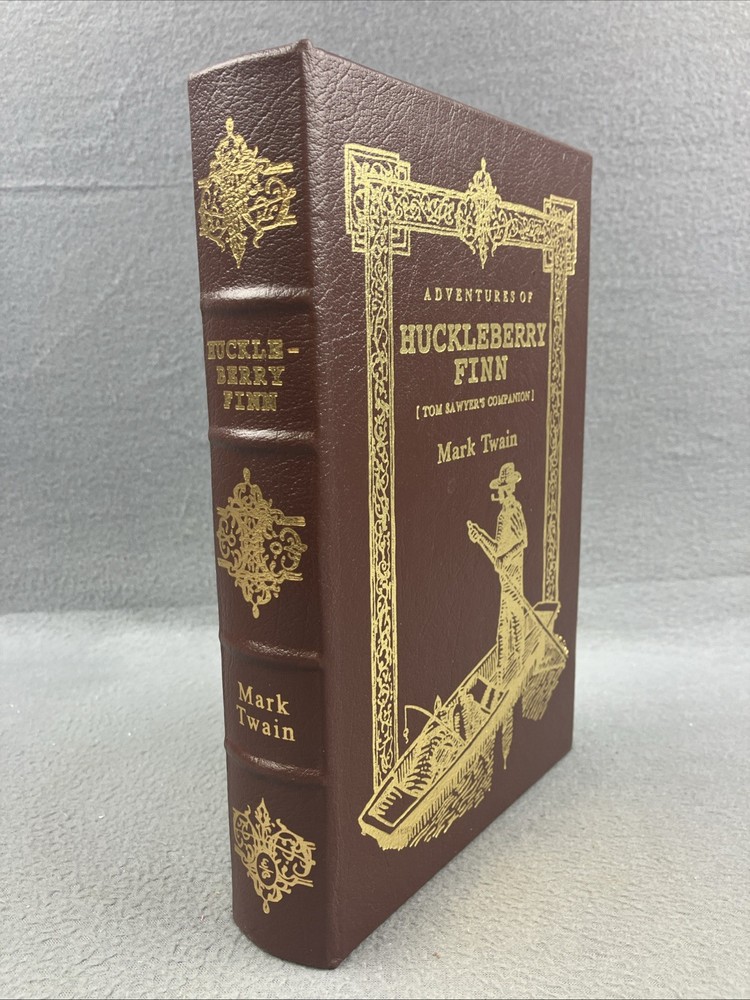 HUCKLE-
BERRY
FINN
Mark
Twain
ADVENTURES OF
HUCKLEBERRY
FINN
[ TOM SAWYER'S COMPANION ]
Mark Twain